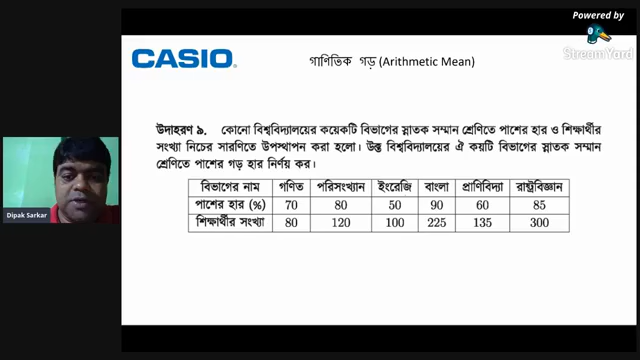 Powered by
StreamYard
CASIO
গাণিতিক গড় (Arithmetic Mean)
উদাহরণ ৯. কোনো বিশ্ববিদ্যালয়ের কয়েকটি বিভাগের স্নাতক সম্মান শ্রেণিতে পাশের হার ও শিক্ষার্থীর
সংখ্যা নিচের সারণিতে উপস্থাপন করা হলো। উক্ত বিশ্ববিদ্যালয়ের ঐ কয়টি বিভাগের স্নাতক সম্মান
শ্রেণিতে পাশের গড় হার নির্ণয় কর।
বিভাগের নাম গণিত পরিসংখ্যান ইংরেজি বাংলা প্রাণিবিদ্যা রাষ্ট্রবিজ্ঞান
পাশের হার (%) 70 80 50 90 60 85
শিক্ষার্থীর সংখ্যা 80 120 100 225 135 300
Dipak Sarkar